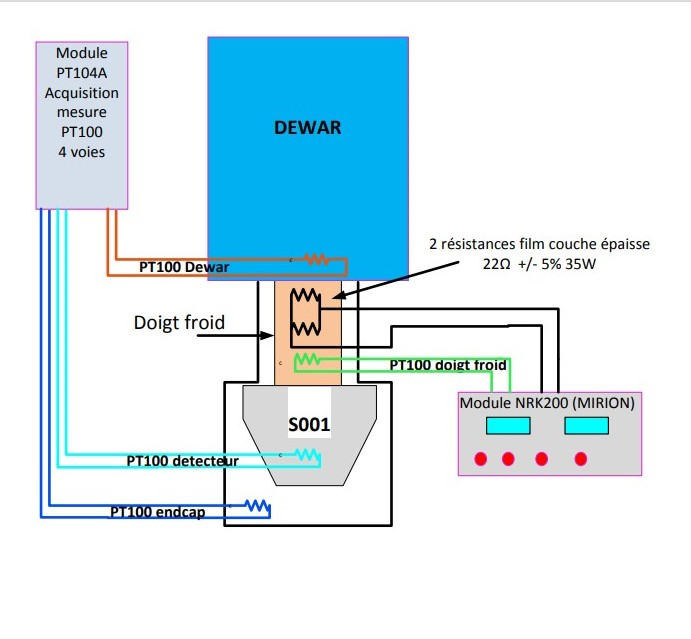 Module
PT104A
Acquisition
mesure
PT100
4 voies
DEWAR
2 résistances film couche épaisse
22Ω +/- 5% 35W
PT100 Dewar
c
Doigt froid
c
PT100 doigt froid
Module NRK200 (MIRION)
S001
c
PT100 detecteur
c
PT100 endcap